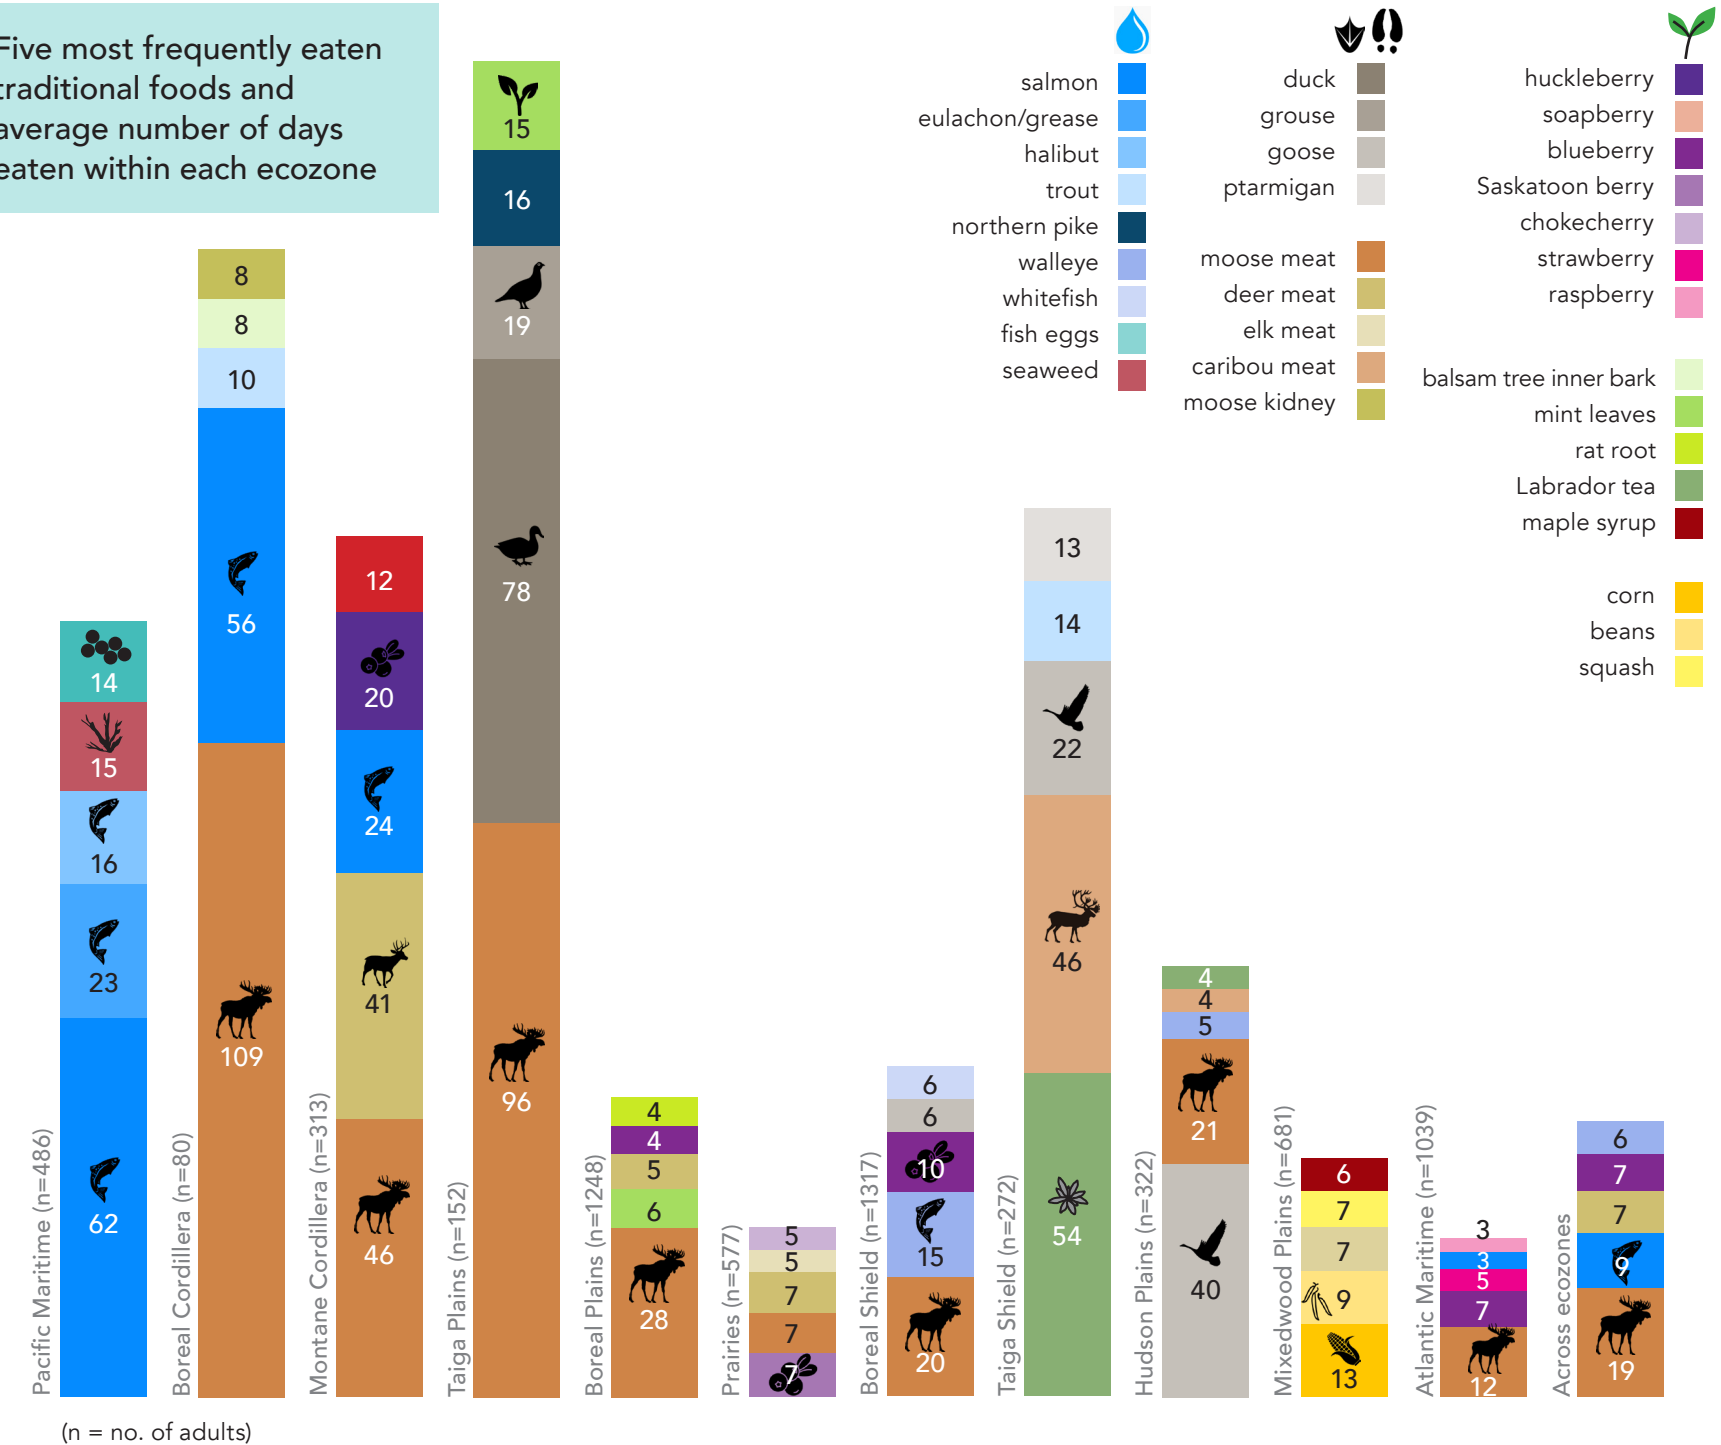 Five most frequently eaten
traditional foods and
average number of days
eaten within each ecozone
salmon
eulachon/grease
halibut
trout
northern pike
walleye
whitefish
fish eggs
seaweed
duck
grouse
goose
ptarmigan
moose meat
deer meat
elk meat
caribou meat
moose kidney
huckleberry
soapberry
blueberry
Saskatoon berry
chokecherry
strawberry
raspberry
balsam tree inner bark
mint leaves
rat root
Labrador tea
maple syrup
corn
beans
squash
Pacific Maritime (n=486)
14
15
16
23
62
Boreal Cordillera (n=80)
8
8
10
56
109
Montane Cordillera (n=313)
12
20
24
41
46
Taiga Plains (n=152)
15
16
19
78
96
Boreal Plains (n=1248)
4
4
5
6
28
Prairies (n=577)
5
5
7
7
7
Boreal Shield (n=1317)
6
6
10
15
20
Taiga Shield (n=272)
13
14
22
46
54
Hudson Plains (n=322)
4
4
5
21
40
Mixedwood Plains (n=681)
6
7
7
9
13
Atlantic Maritime (n=1039)
3
3
5
7
12
Across ecozones
6
7
7
9
19
(n = no. of adults)